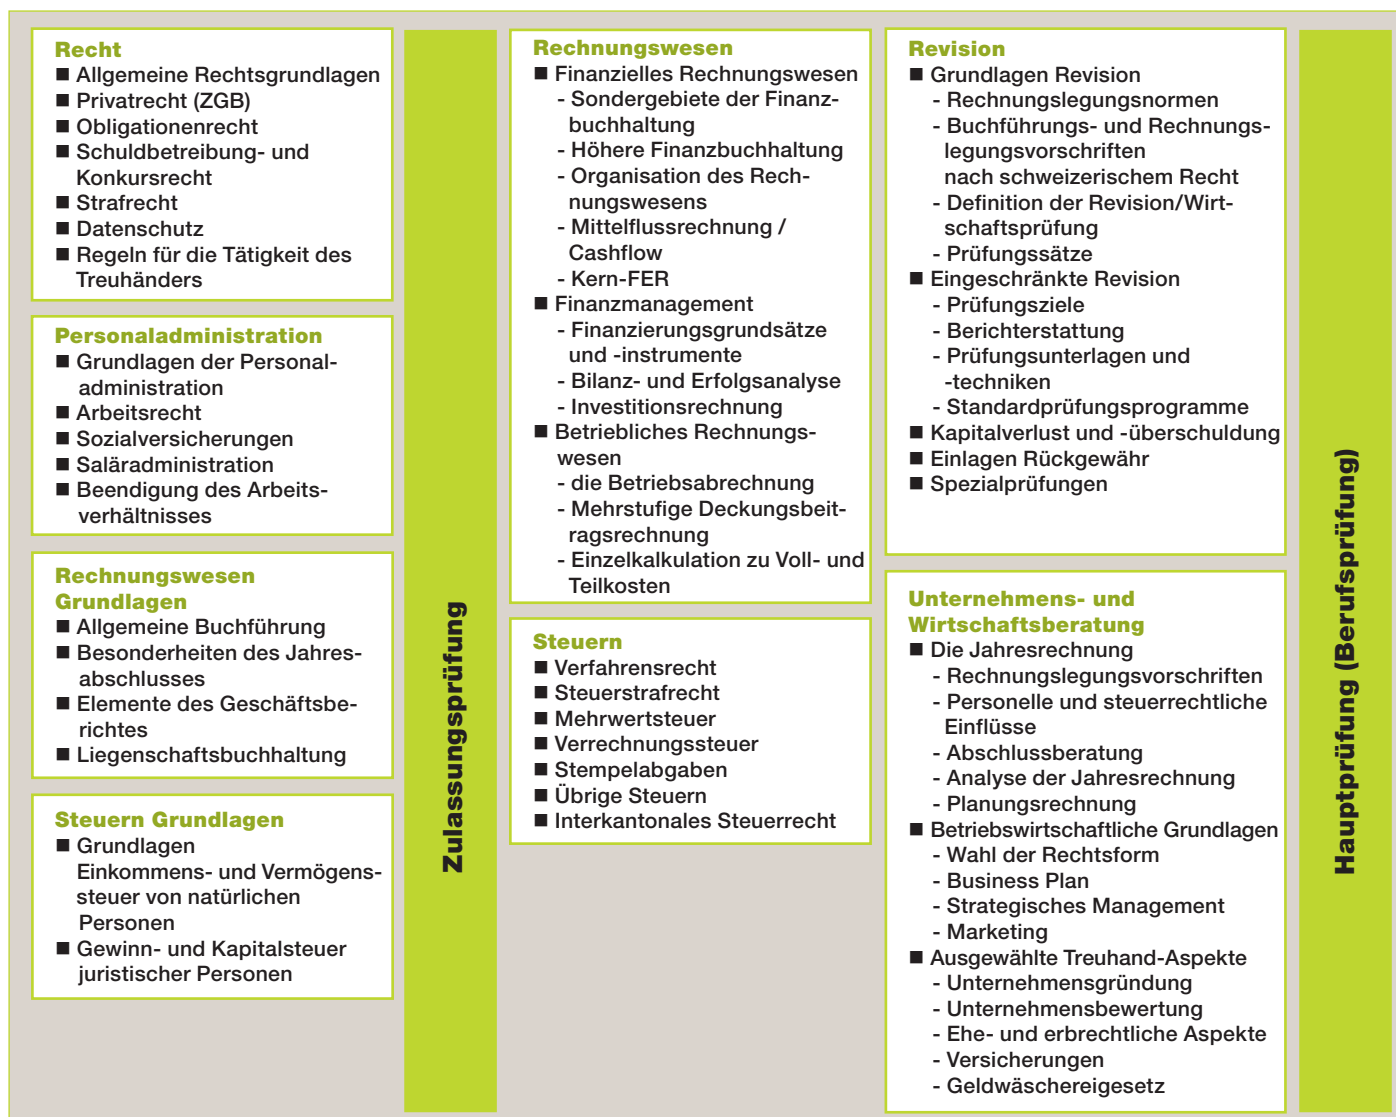 Recht
■ Allgemeine Rechtsgrundlagen
■ Privatrecht (ZGB)
■ Obligationenrecht
■ Schuldbetreibung- und
Konkursrecht
■ Strafrecht
■ Datenschutz
■ Regeln für die Tätigkeit des
Treuhänders
Personaladministration
■ Grundlagen der Personal-
administration
■ Arbeitsrecht
■ Sozialversicherungen
■ Saläradministration
■ Beendigung des Arbeits-
verhältnisses
Rechnungswesen
Grundlagen
■ Allgemeine Buchführung
■ Besonderheiten des Jahres-
abschlusses
■ Elemente des Geschäftsbe-
richtes
■ Liegenschaftsbuchhaltung
Steuern Grundlagen
■ Grundlagen
Einkommens- und Vermögens-
steuer von natürlichen
Personen
■ Gewinn- und Kapitalsteuer
juristischer Personen
Zulassungsprüfung
Rechnungswesen
■ Finanzielles Rechnungswesen
- Sondergebiete der Finanz-
buchhaltung
- Höhere Finanzbuchhaltung
- Organisation des Rech-
nungswesens
- Mittelflussrechnung /
Cashflow
- Kern-FER
■ Finanzmanagement
- Finanzierungsgrundsätze
und -instrumente
- Bilanz- und Erfolgsanalyse
- Investitionsrechnung
■ Betriebliches Rechnungs-
wesen
- die Betriebsabrechnung
- Mehrstufige Deckungsbeit-
ragsrechnung
- Einzelkalkulation zu Voll- und
Teilkosten
Steuern
■ Verfahrensrecht
■ Steuerstrafrecht
■ Mehrwertsteuer
■ Verrechnungssteuer
■ Stempelabgaben
■ Übrige Steuern
■ Interkantonales Steuerrecht
Revision
■ Grundlagen Revision
- Rechnungslegungsnormen
- Buchführungs- und Rechnungs-
legungsvorschriften
nach schweizerischem Recht
- Definition der Revision/Wirt-
schaftsprüfung
- Prüfungssätze
■ Eingeschränkte Revision
- Prüfungsziele
- Berichterstattung
- Prüfungsunterlagen und
-techniken
- Standardprüfungsprogramme
■ Kapitalverlust und -überschuldung
■ Einlagen Rückgewähr
■ Spezialprüfungen
Unternehmens- und
Wirtschaftsberatung
■ Die Jahresrechnung
- Rechnungslegungsvorschriften
- Personelle und steuerrechtliche
Einflüsse
- Abschlussberatung
- Analyse der Jahresrechnung
- Planungsrechnung
■ Betriebswirtschaftliche Grundlagen
- Wahl der Rechtsform
- Business Plan
- Strategisches Management
- Marketing
■ Ausgewählte Treuhand-Aspekte
- Unternehmensgründung
- Unternehmensbewertung
- Ehe- und erbrechtliche Aspekte
- Versicherungen
- Geldwäschereigesetz
Hauptprüfung (Berufsprüfung)